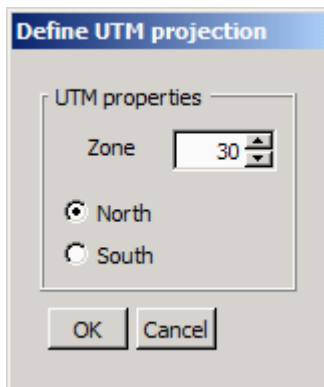 Define UTM projection
UTM properties
Zone 30
North
South
OK Cancel